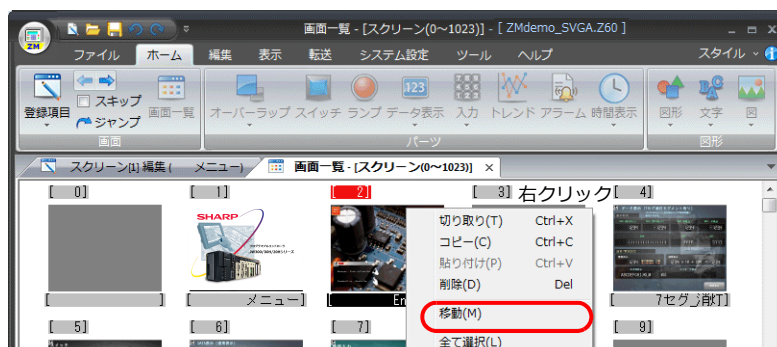 画面一覧 - [スクリーン(0～1023)] - [ ZMdemo_SVGA.Z60 ]
ZM
ファイル ホーム 編集 表示 転送 システム設定 ツール ヘルプ スタイル
登録項目 スキップ ジャンプ 画面一覧 オーバーラップ スイッチ ランプ データ表示 入力 トレンド アラーム 時間表示 図形 文字 図
123
画面 パーツ 図形
スクリーン[1] 編集 ( メニュー) 画面一覧 - [スクリーン(0～1023)] ×
[ 0] [ 1] [ 2] [ 3] 右クリック [ 4]
SHARP
切り取り(T) Ctrl+X
コピー(C) Ctrl+C
貼り付け(P) Ctrl+V
削除(D) Del
移動(M)
全て選択(L)
[ ] [ メニュー] [ En
[ 5] [ 6] [ 7] [ 9]